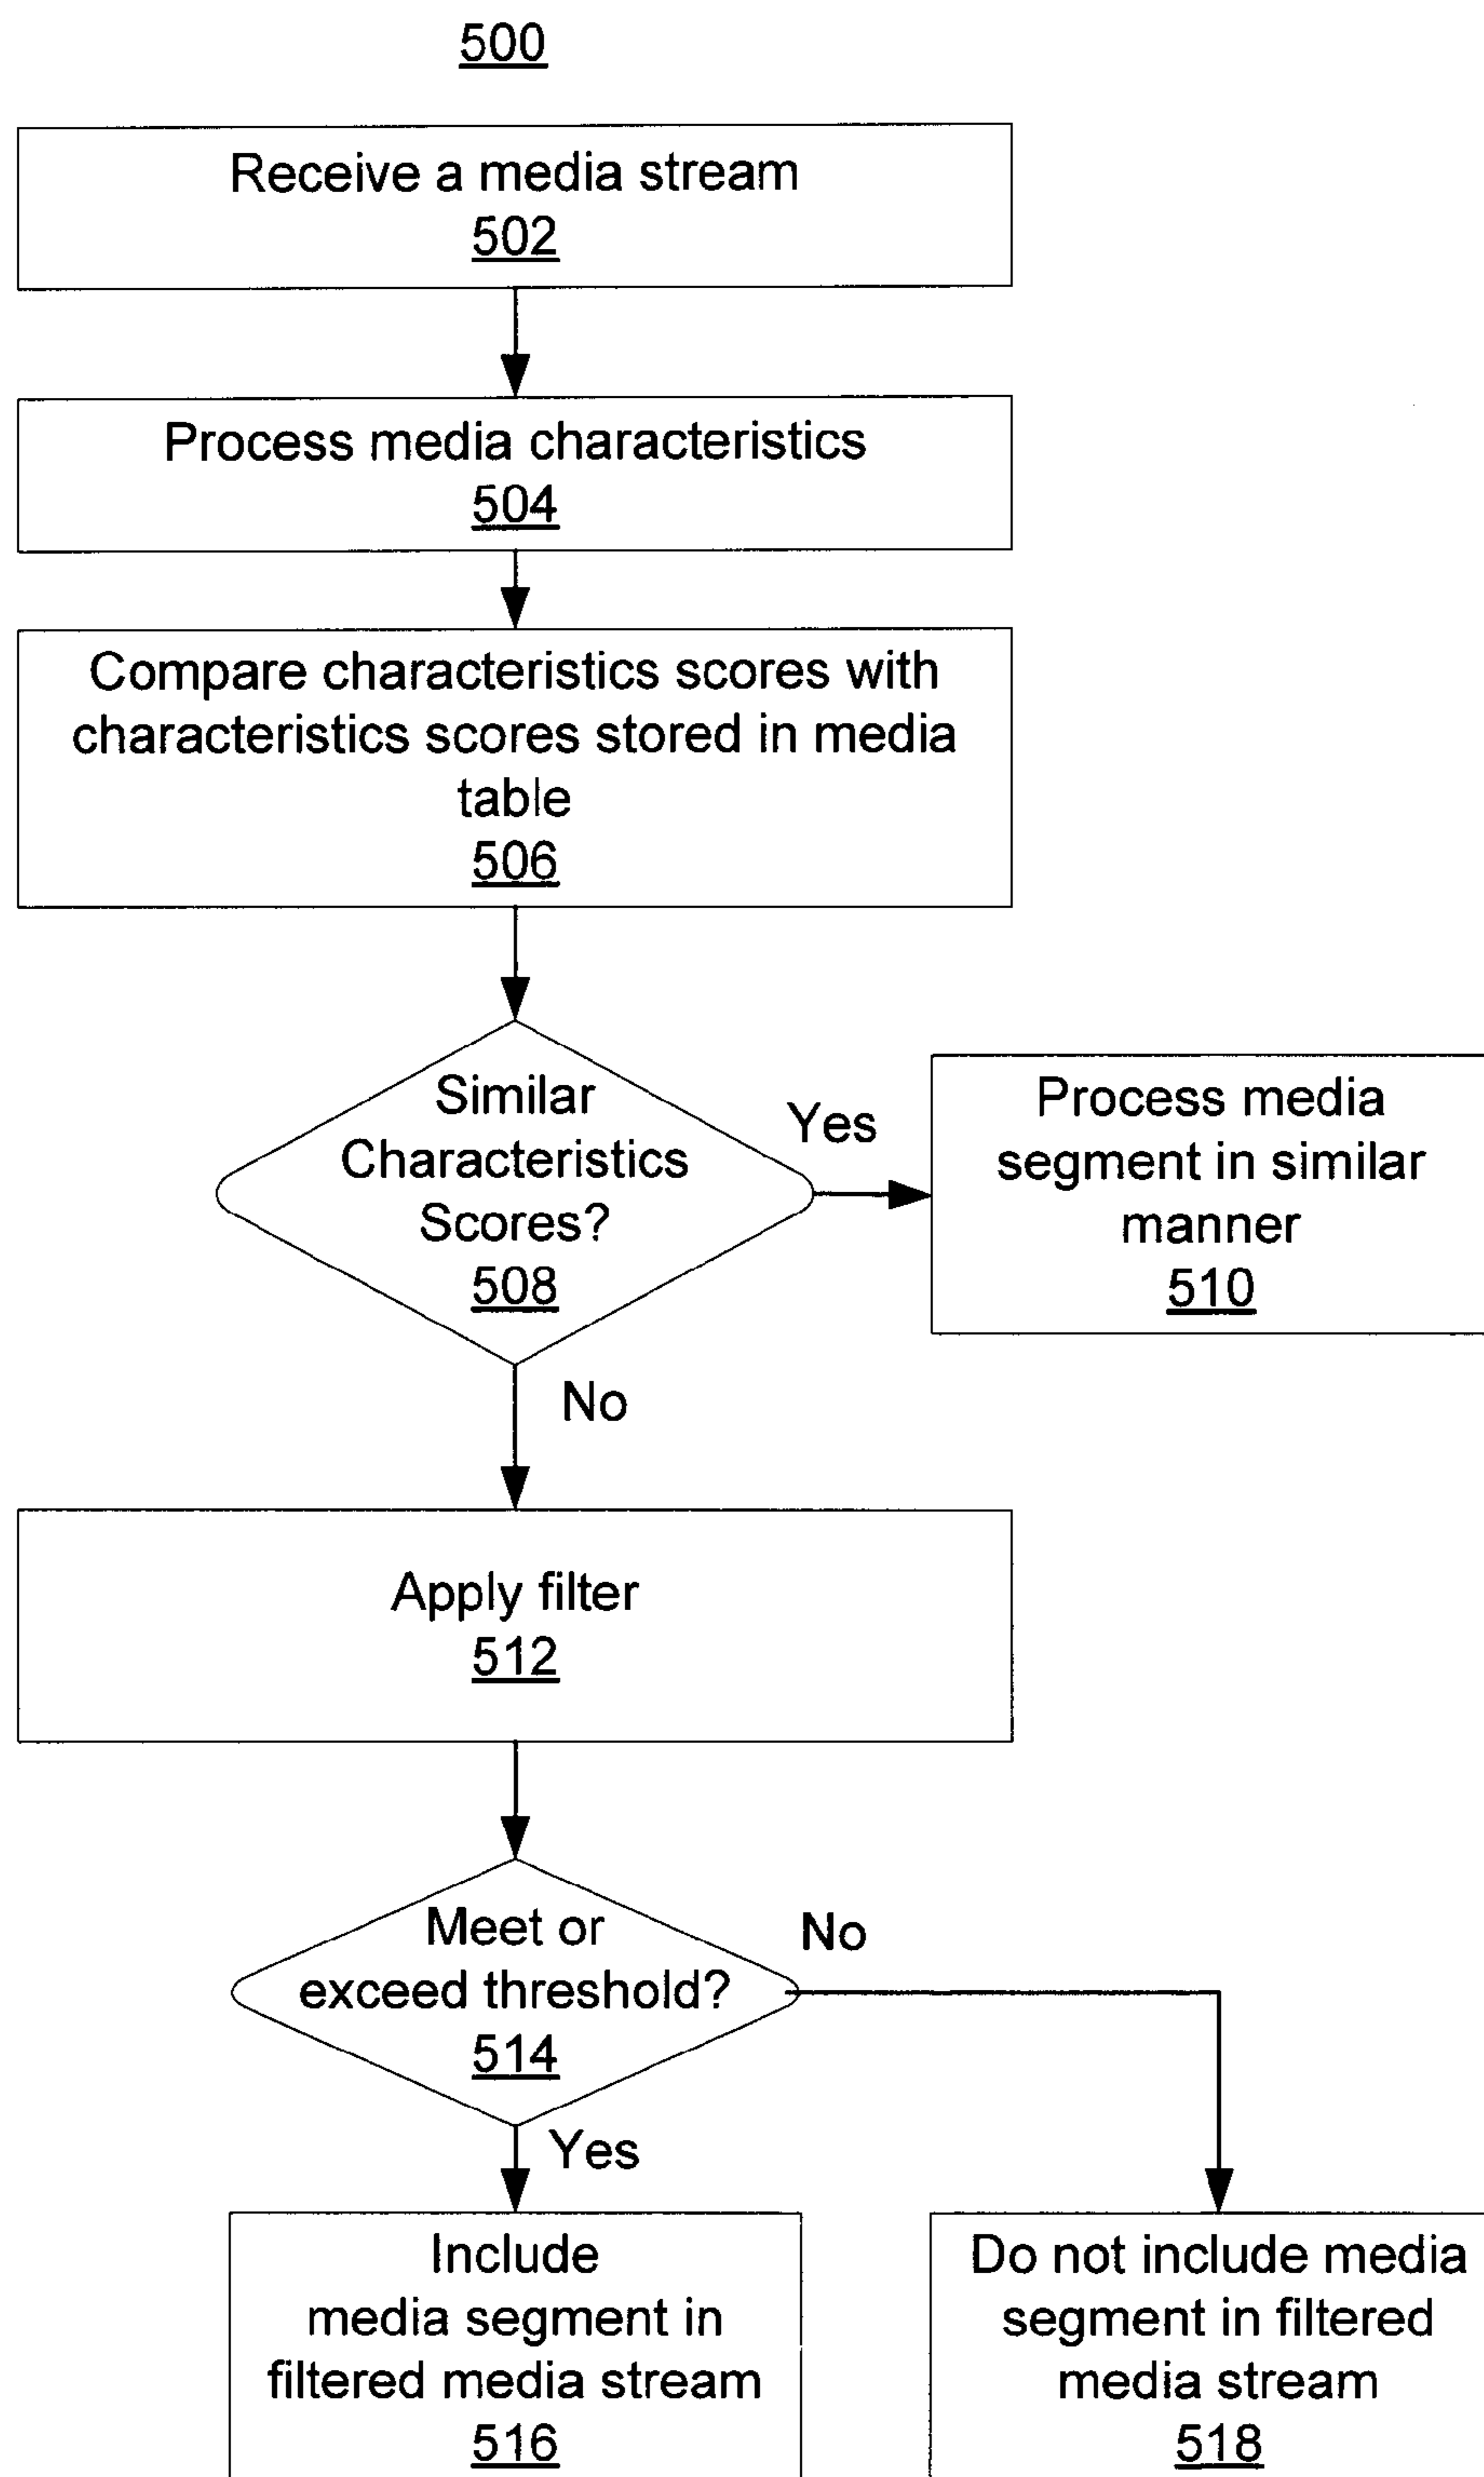 500
Receive a media stream
502
Process media characteristics
504
Compare characteristics scores with
characteristics scores stored in media
table
506
Similar
Characteristics
Scores?
508
Yes
Process media
segment in similar
manner
510
No
Apply filter
512
Meet or
exceed threshold?
514
No
Yes
Include
media segment in
filtered media stream
516
Do not include media
segment in filtered
media stream
518